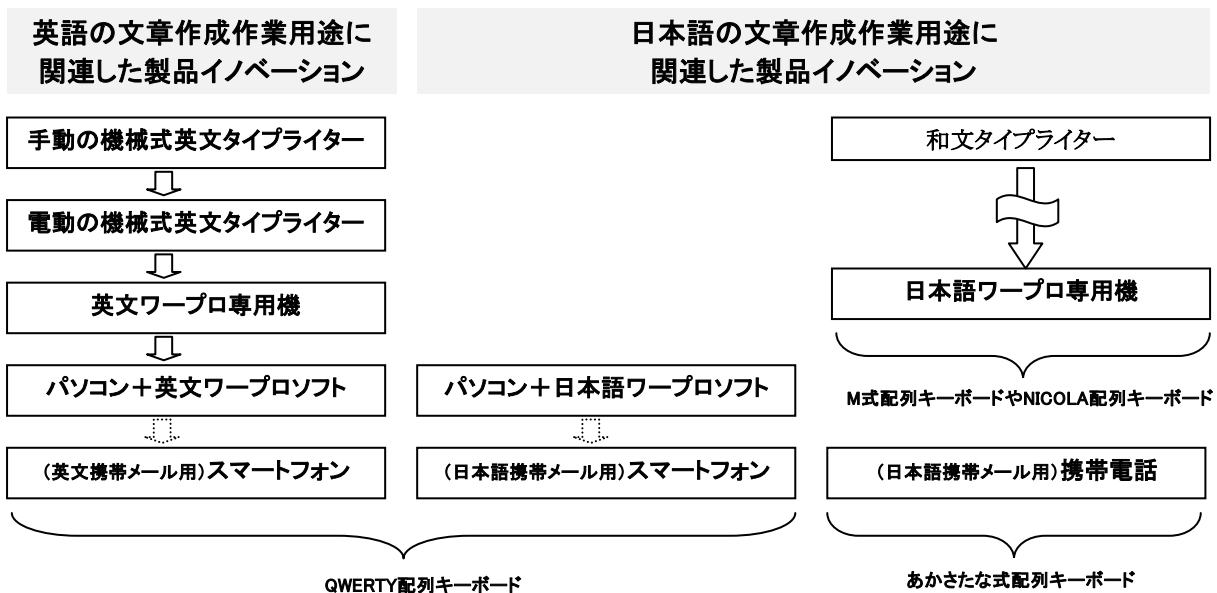 英語の文章作成作業用途に
関連した製品イノベーション
日本語の文章作成作業用途に
関連した製品イノベーション
手動の機械式英文タイプライター
電動の機械式英文タイプライター
英文ワープロ専用機
パソコン＋英文ワープロソフト
（英文携帯メール用）スマートフォン
パソコン＋日本語ワープロソフト
（日本語携帯メール用）スマートフォン
和文タイプライター
日本語ワープロ専用機
M式配列キーボードやNICOLA配列キーボード
（日本語携帯メール用）携帯電話
QWERTY配列キーボード
あかさたな式配列キーボード